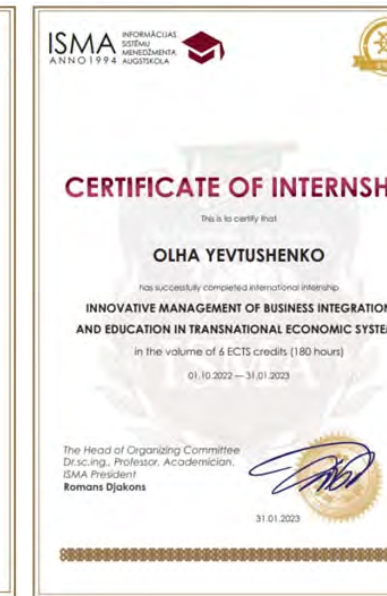 ISMA
ANNO1994
INFORMĀCIJAS
SISTĒMU
MENEDŽMENTA
AUGSTSKOLA
CERTIFICATE OF INTERNSH
This is to certify that
OLHA YEVTUSHENKO
has successfully completed international internship
INNOVATIVE MANAGEMENT OF BUSINESS INTEGRATION
AND EDUCATION IN TRANSNATIONAL ECONOMIC SYSTE
in the volume of 6 ECTS credits (180 hours)
01.10.2022 — 31.01.2023
The Head of Organizing Committee
Dr.sc.ing., Professor, Academician,
ISMA President
Romans Djakons
31.01.2023